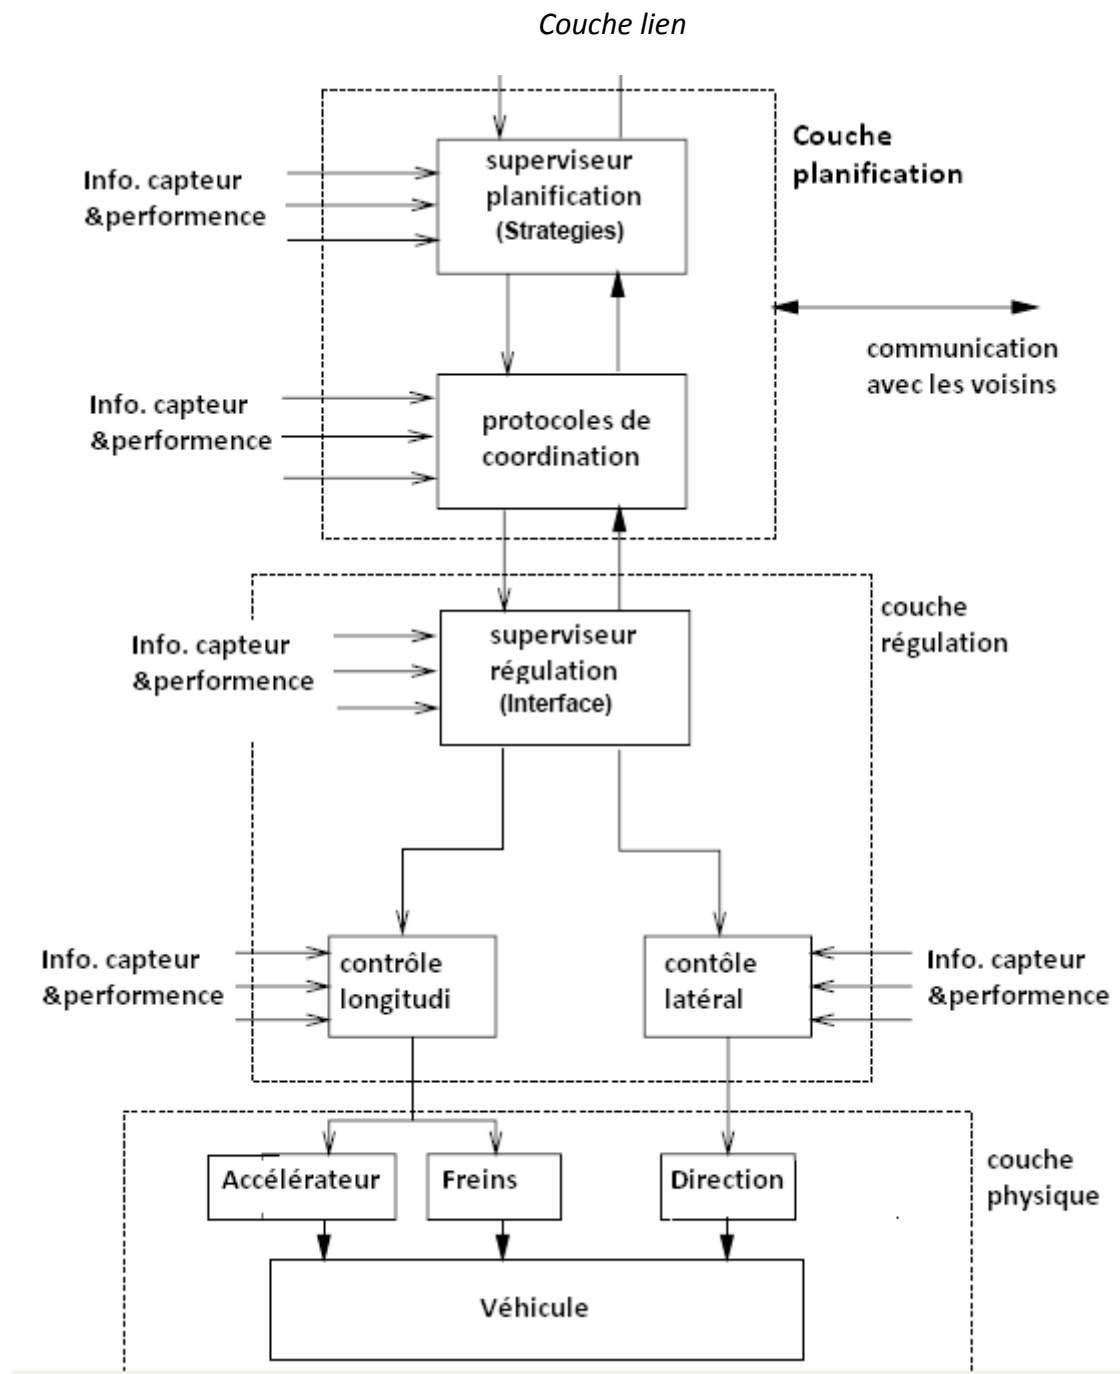 Couche lien
Couche
planification
superviseur
planification
(Strategies)
Info. capteur
&performence
communication
avec les voisins
Info. capteur
&performence
protocoles de
coordination
couche
régulation
superviseur
régulation
(Interface)
Info. capteur
&performence
Info. capteur
&performence
contrôle
longitudi
contôle
latéral
Info. capteur
&performence
couche
physique
Accélérateur
Freins
Direction
Véhicule